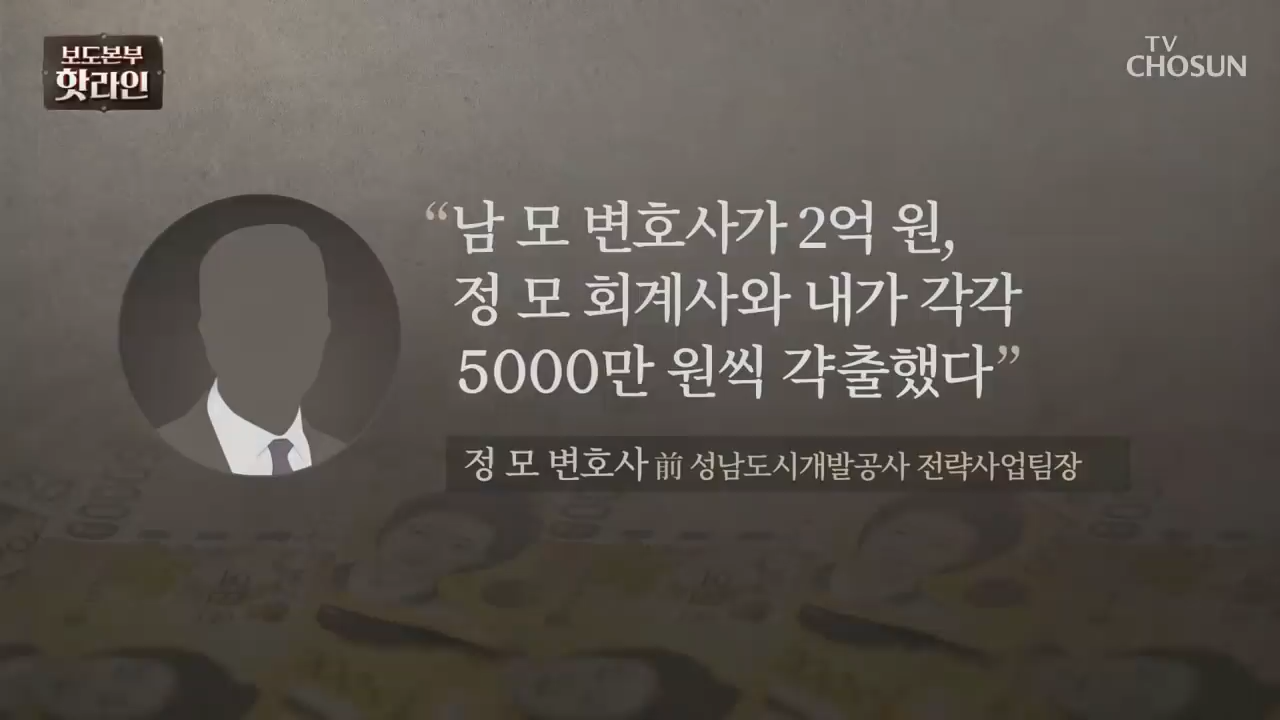 보도본부
핫라인
TV
CHOSUN
“남 모 변호사가 2억 원,
정 모 회계사와 내가 각각
5000만 원씩 갹출했다”
정 모 변호사 前 성남도시개발공사 전략사업팀장